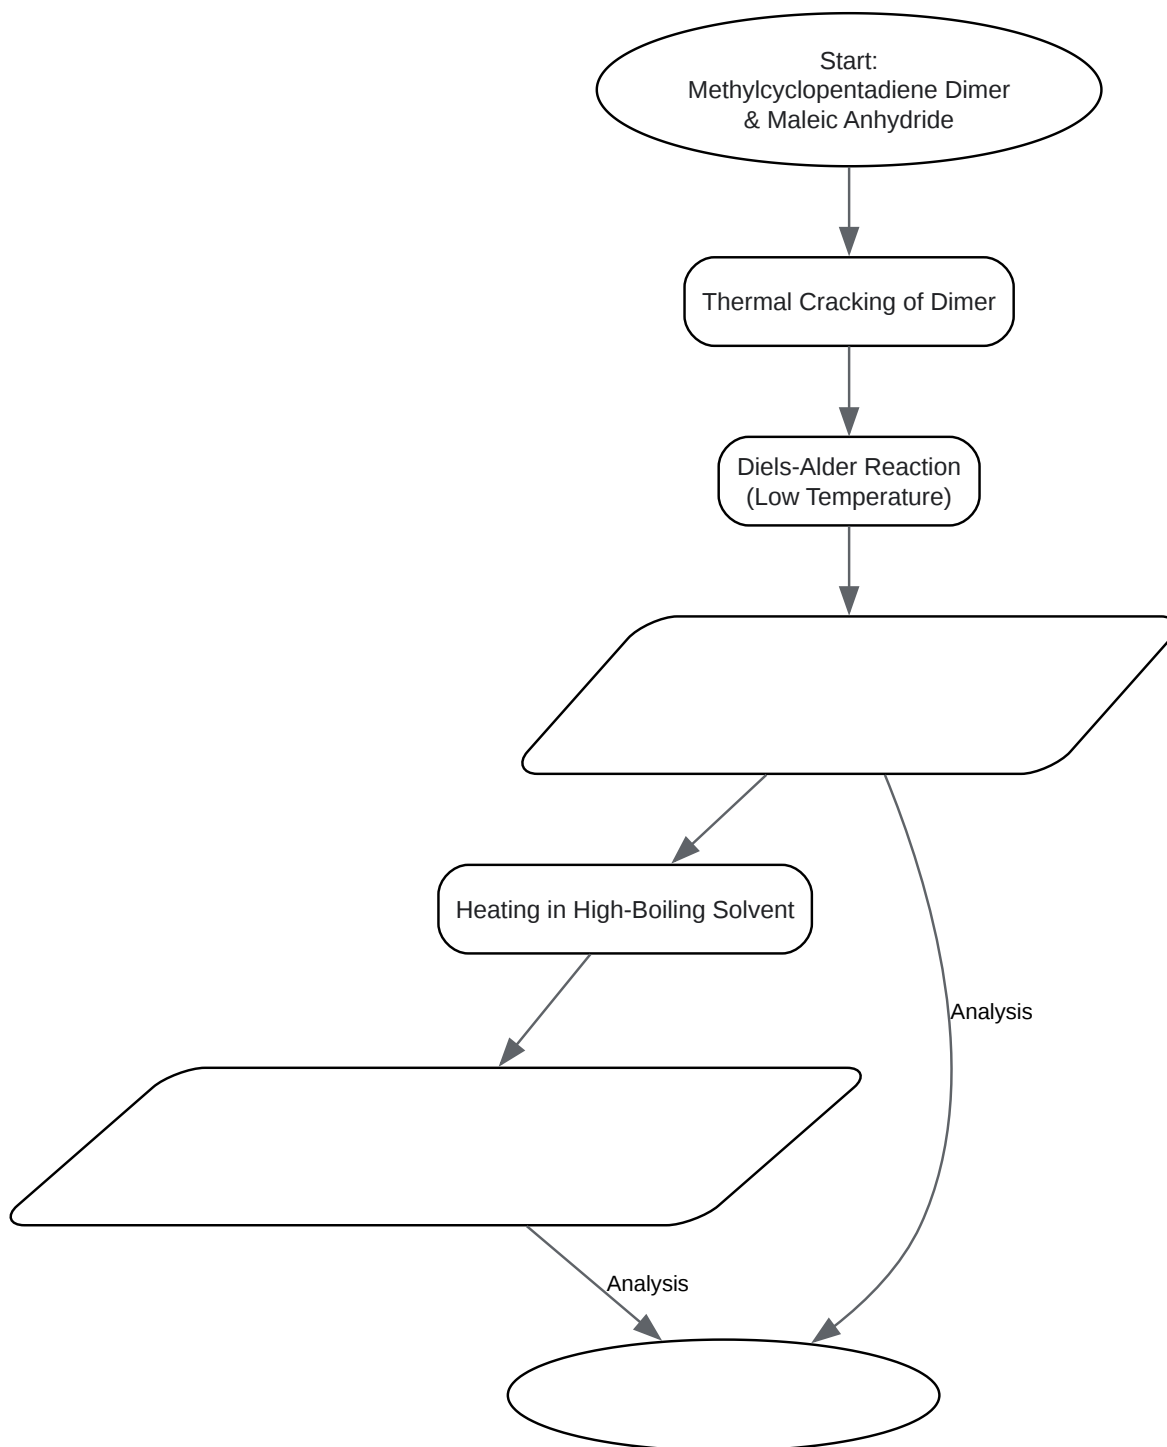 Start:
Methylcyclopentadiene Dimer
& Maleic Anhydride
Thermal Cracking of Dimer
Diels-Alder Reaction
(Low Temperature)
Heating in High-Boiling Solvent
Analysis
Analysis